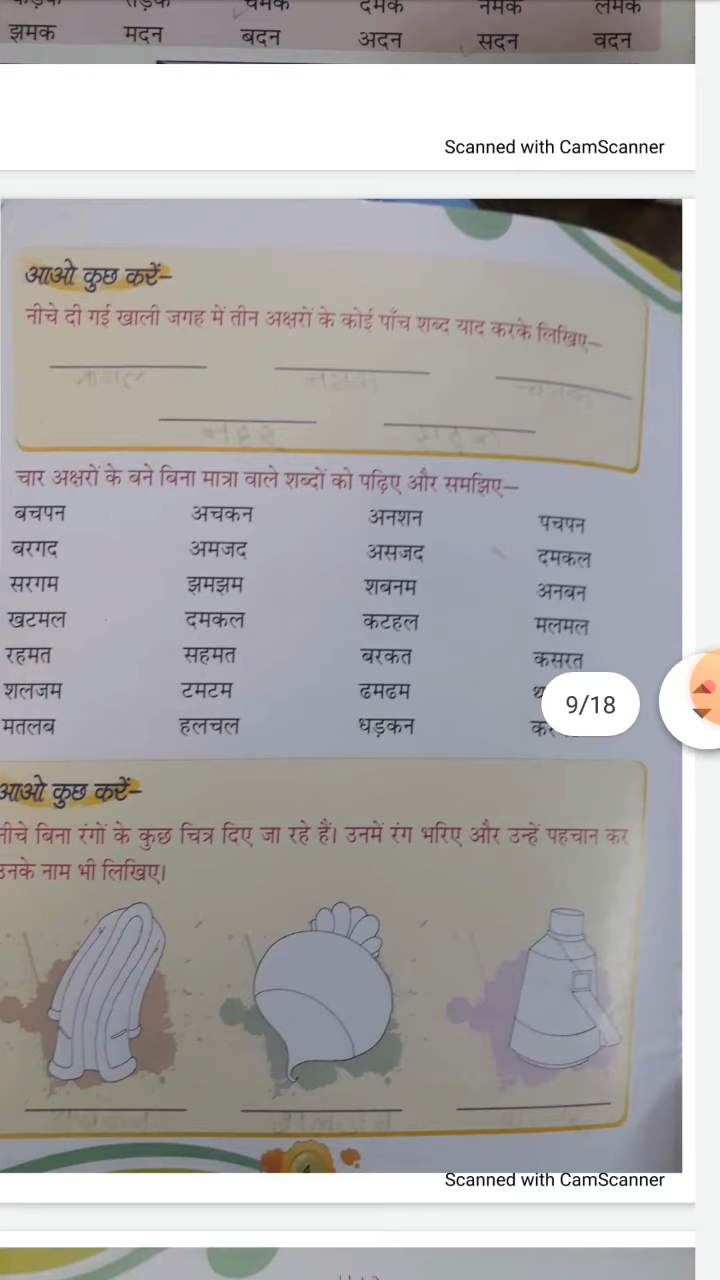 झमक मदन बदन अदन सदन वदन
Scanned with CamScanner
आओ कुछ करें–
नीचे दी गई खाली जगह में तीन अक्षरों के कोई पाँच शब्द याद करके लिखिए–
चार अक्षरों के बने बिना मात्रा वाले शब्दों को पढ़िए और समझिए–
बचपन अचकन अनशन पचपन
बरगद अमजद असजद दमकल
सरगम झमझम शबनम अनबन
खटमल दमकल कटहल मलमल
रहमत सहमत बरकत कसरत
शलजम टमटम ढमढम
मतलब हलचल धड़कन
9/18
आओ कुछ करें–
नीचे बिना रंगों के कुछ चित्र दिए जा रहे हैं। उनमें रंग भरिए और उन्हें पहचान कर
उनके नाम भी लिखिए।
Scanned with CamScanner